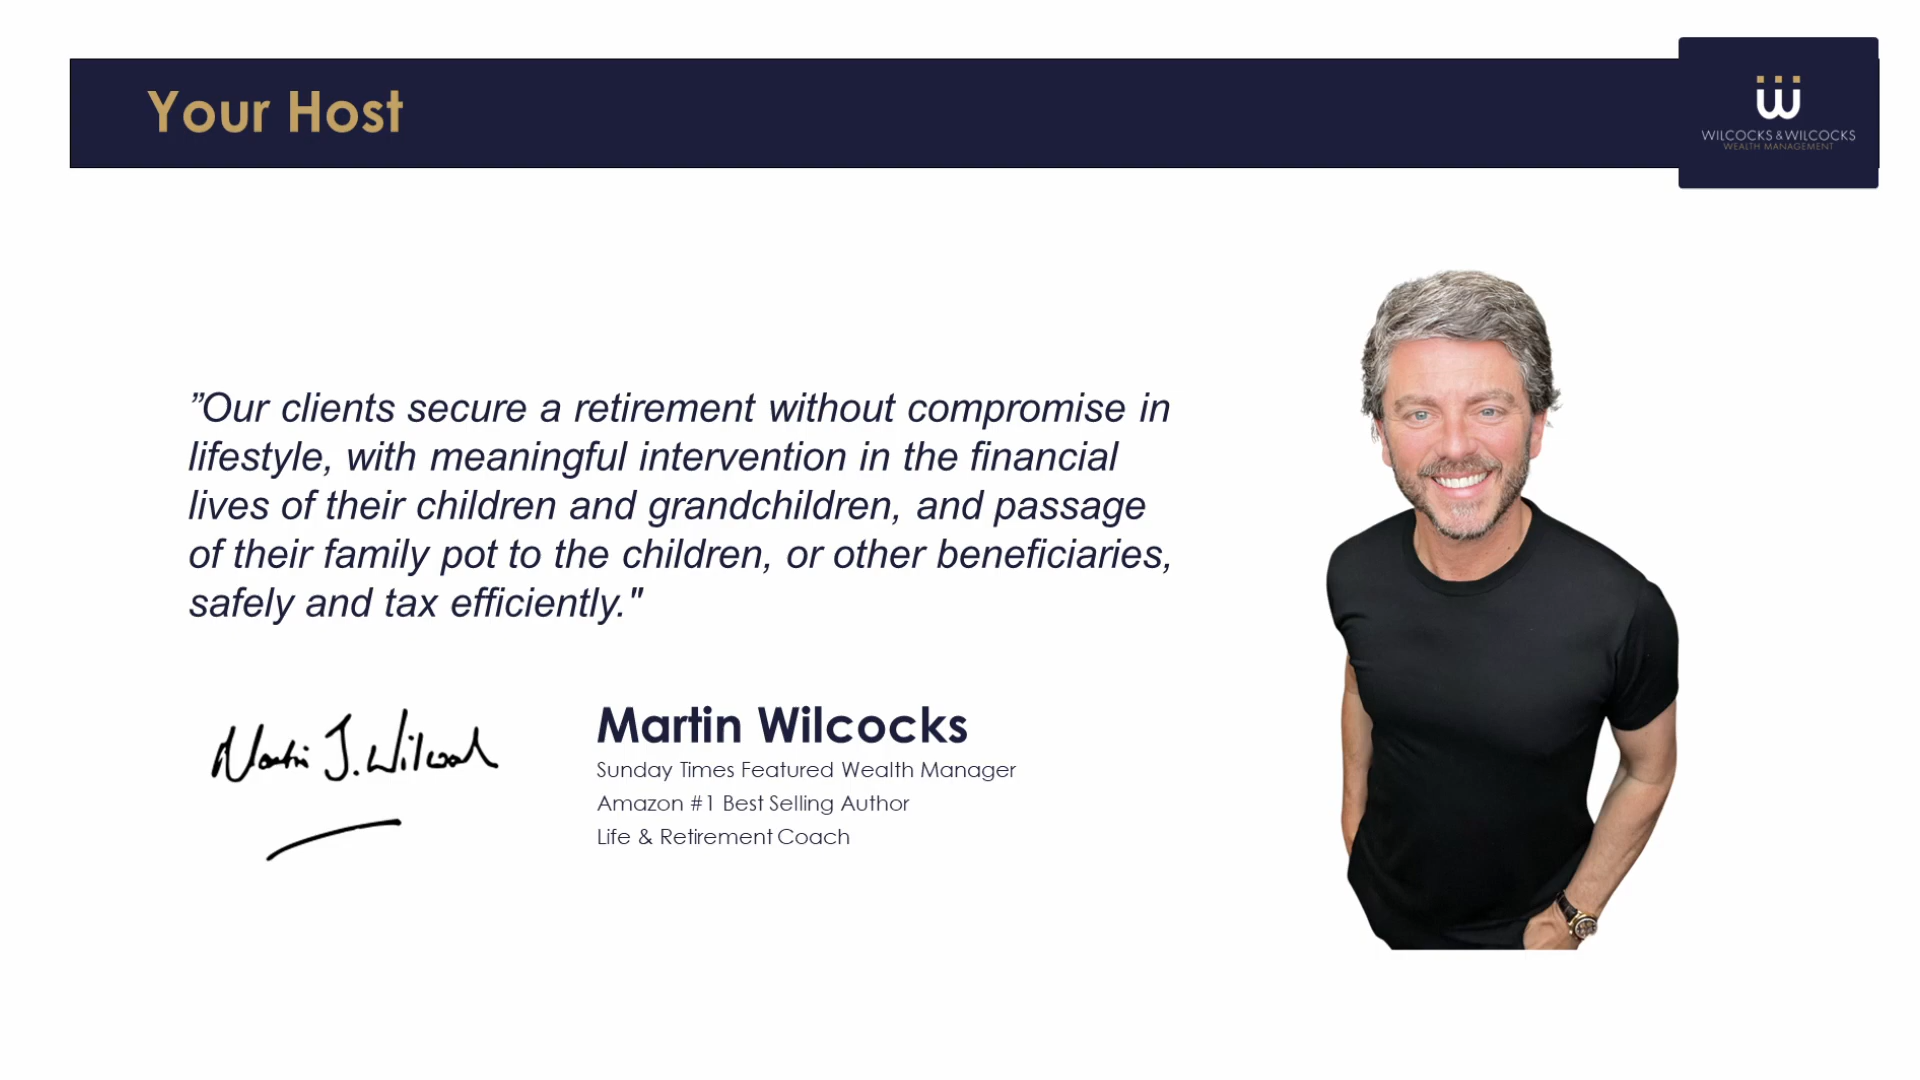 Your Host
WILCOCKS & WILCOCKS
WEALTH MANAGEMENT
”Our clients secure a retirement without compromise in
lifestyle, with meaningful intervention in the financial
lives of their children and grandchildren, and passage
of their family pot to the children, or other beneficiaries,
safely and tax efficiently."
Martin J. Wilcocks
Martin Wilcocks
Sunday Times Featured Wealth Manager
Amazon #1 Best Selling Author
Life & Retirement Coach